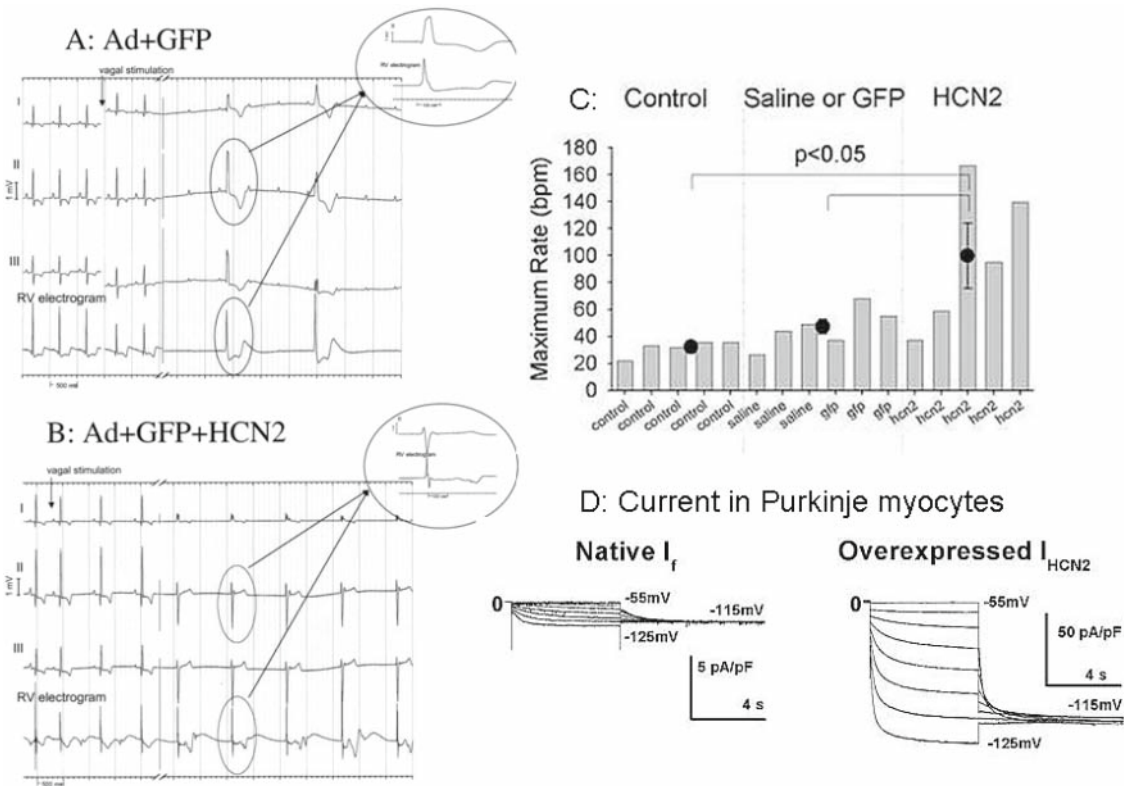 A: Ad+GFP
vagal stimulation
I
II
1 mV
III
RV electrogram
500 ms
RV electrogram
B: Ad+GFP+HCN2
vagal stimulation
I
II
1 mV
III
RV electrogram
500 ms
RV electrogram
C: Control Saline or GFP HCN2
p<0.05
Maximum Rate (bpm)
180
160
140
120
100
80
60
40
20
0
control control control control control saline saline saline gfp gfp gfp hcn2 hcn2 hcn2 hcn2 hcn2
D: Current in Purkinje myocytes
Native If
0
-55mV
-115mV
-125mV
5 pA/pF
4 s
Overexpressed IHCN2
0
-55mV
50 pA/pF
4 s
-115mV
-125mV